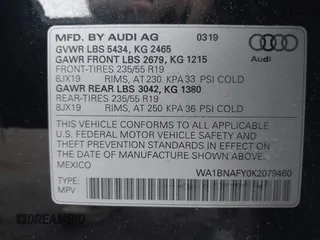 MFD. BY AUDI AG 0319
GVWR LBS 5434, KG 2465
GAWR FRONT LBS 2679, KG 1215
FRONT-TIRES 235/55 R19
8JX19 RIMS, AT 230 KPA 33 PSI COLD
GAWR REAR LBS 3042, KG 1380
REAR-TIRES 235/55 R19
8JX19 RIMS, AT 250 KPA 36 PSI COLD
Audi
THIS VEHICLE CONFORMS TO ALL APPLICABLE
U.S. FEDERAL MOTOR VEHICLE SAFETY AND
THEFT PREVENTION STANDARDS IN EFFECT ON THE
DATE OF MANUFACTURE SHOWN ABOVE.
MEXICO
WA1BNAFY0K2079460
TYPE:
MPV
DREAMBID